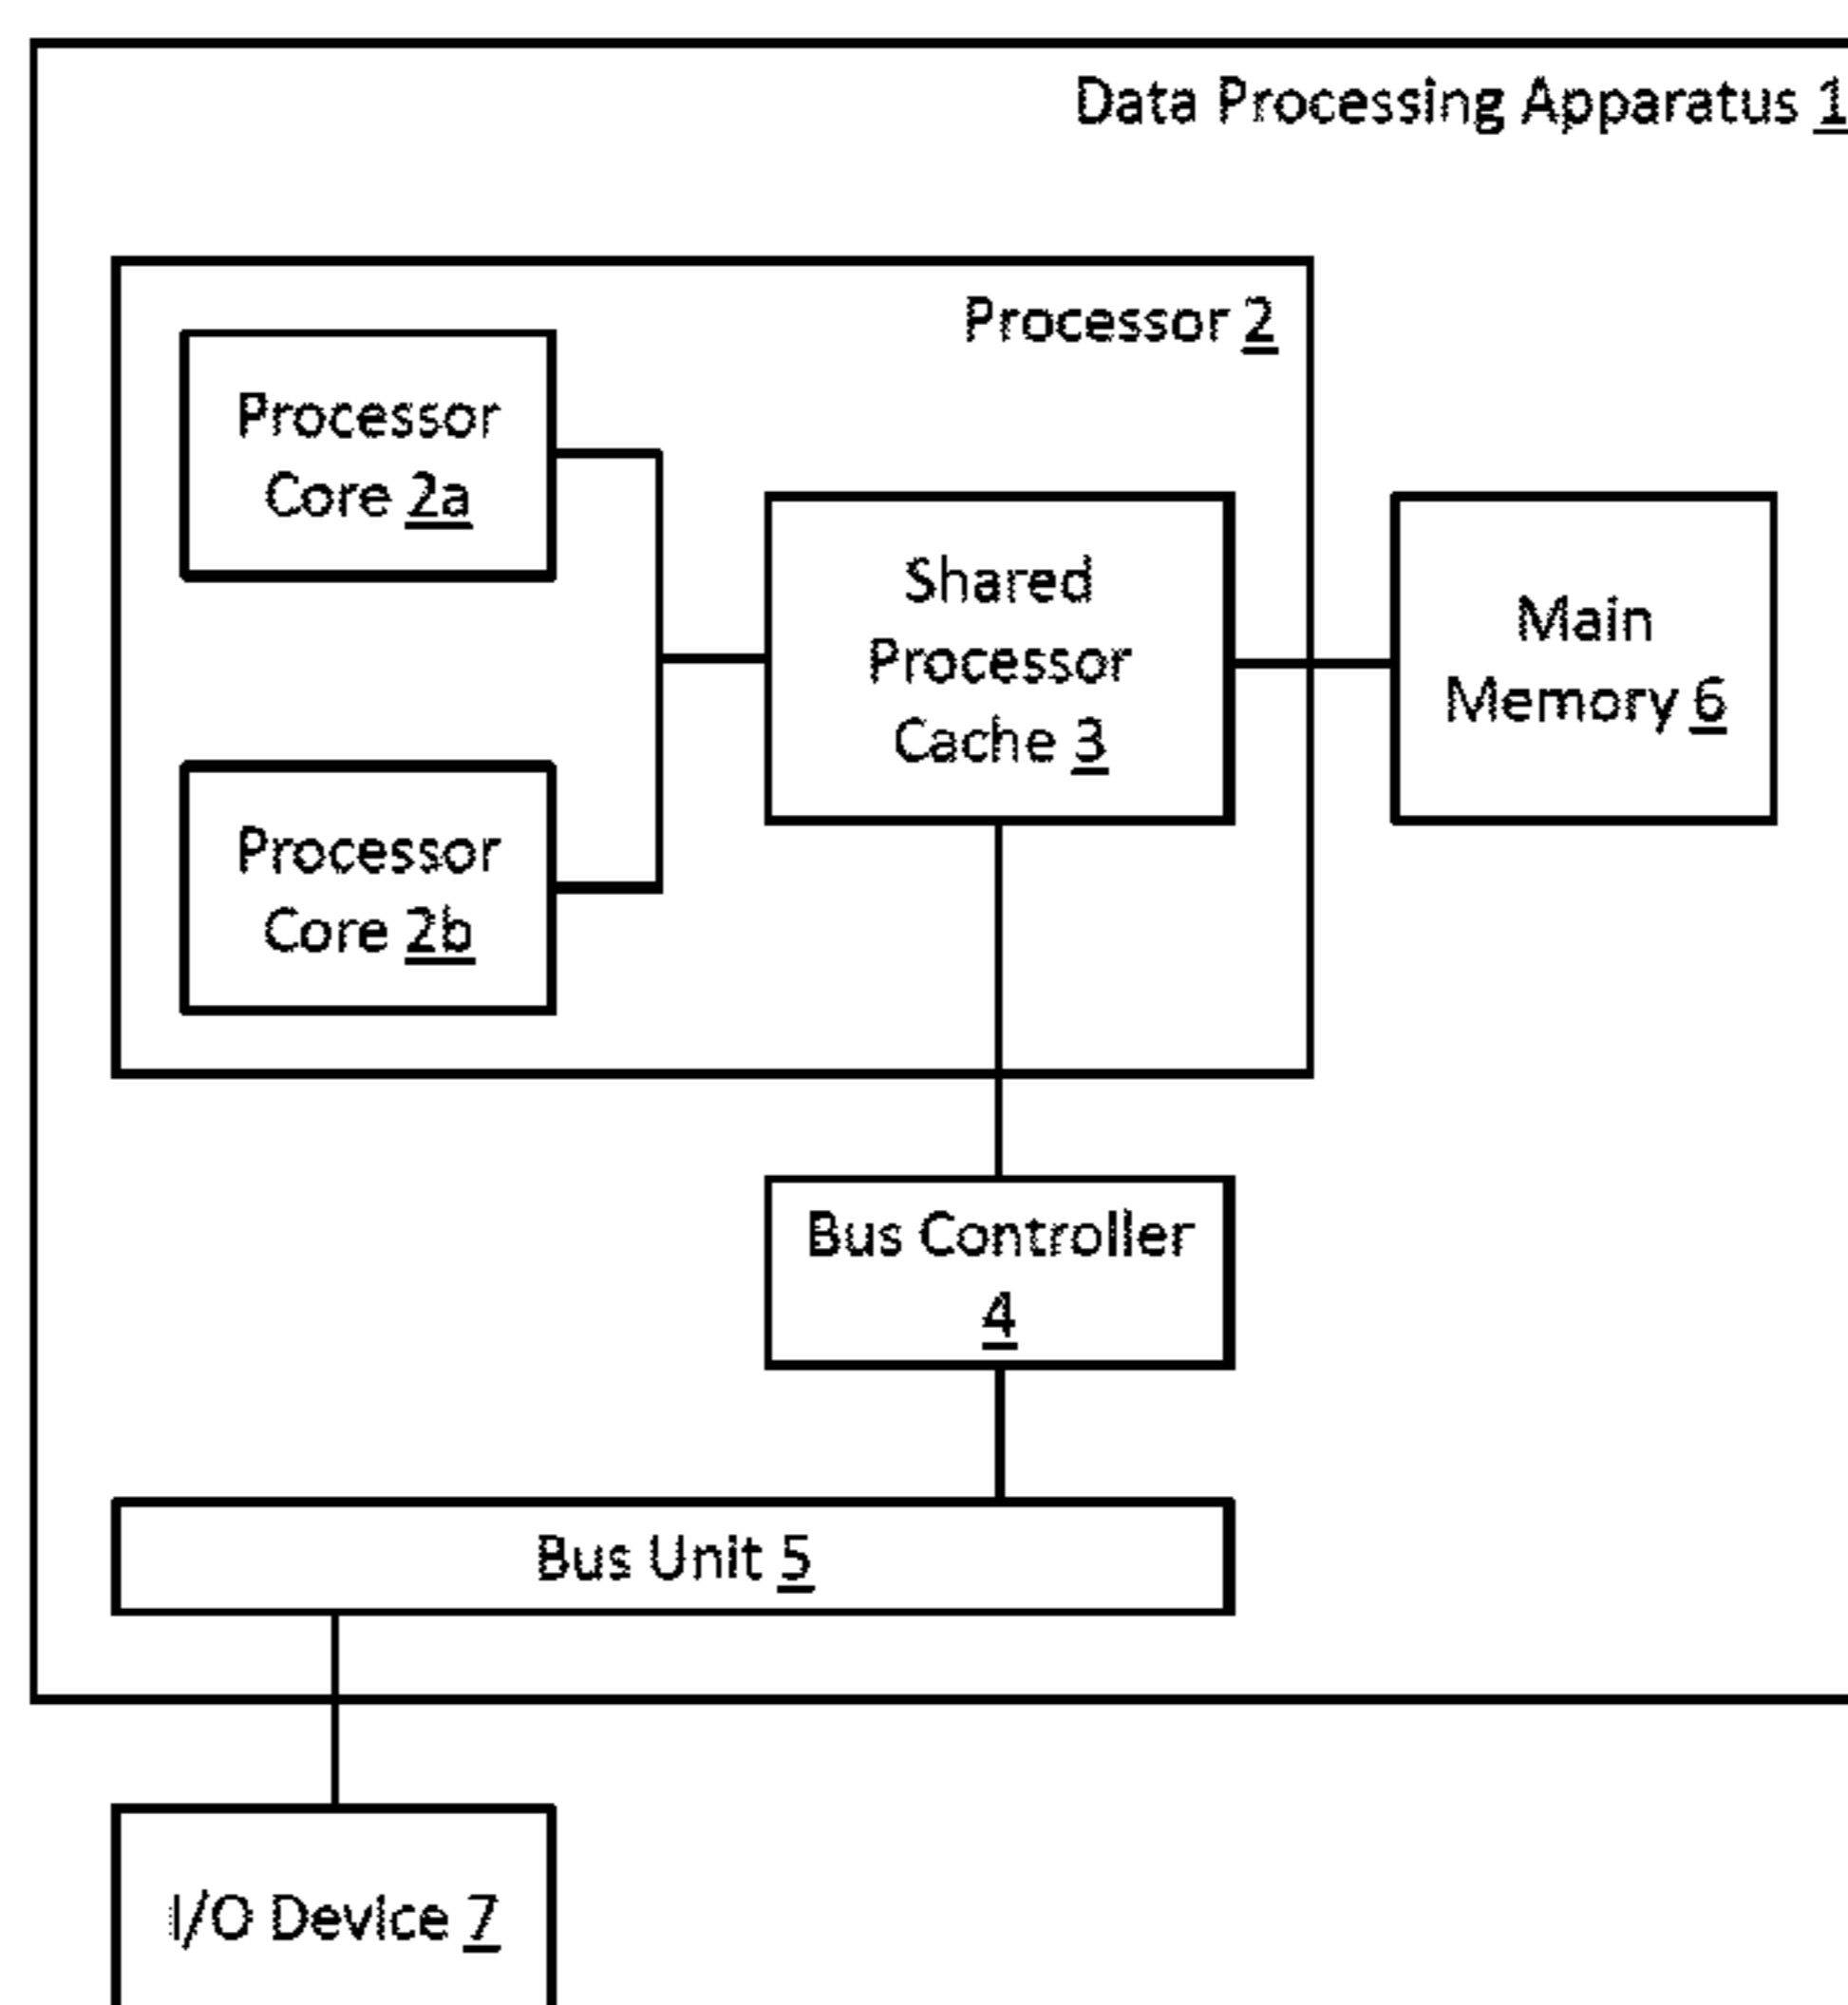 Data Processing Apparatus 1
Processor 2
Processor
Core 2a
Shared
Processor
Cache 3
Main
Memory 6
Processor
Core 2b
Bus Controller
4
Bus Unit 5
I/O Device 7